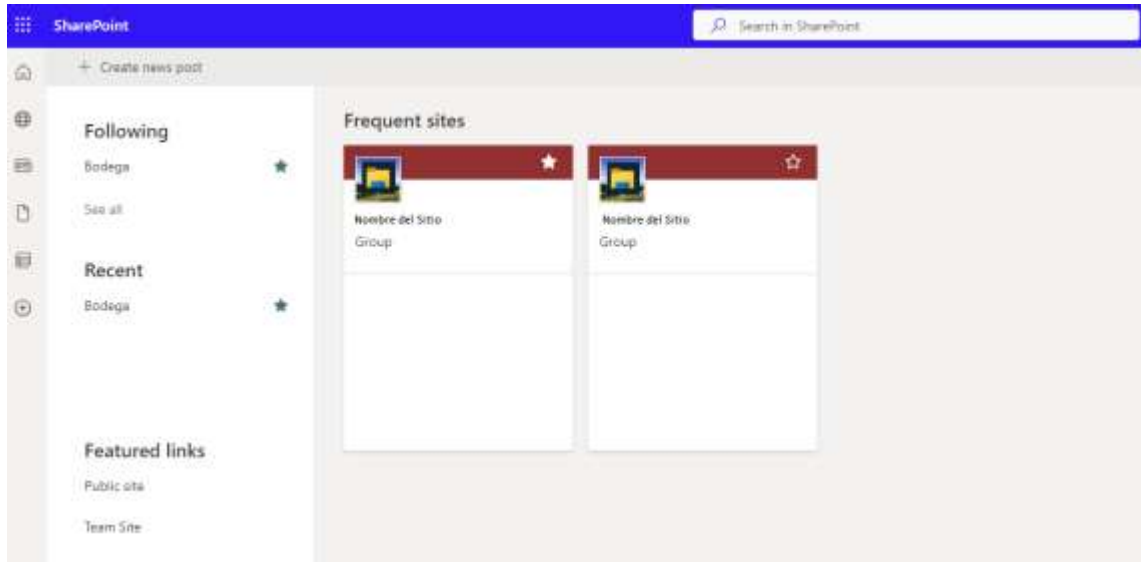 SharePoint
Search in SharePoint
+ Create news post
Following
Bodega
See all
Recent
Bodega
Featured links
Public site
Team Site
Frequent sites
Nombre del Sitio
Group
Nombre del Sitio
Group